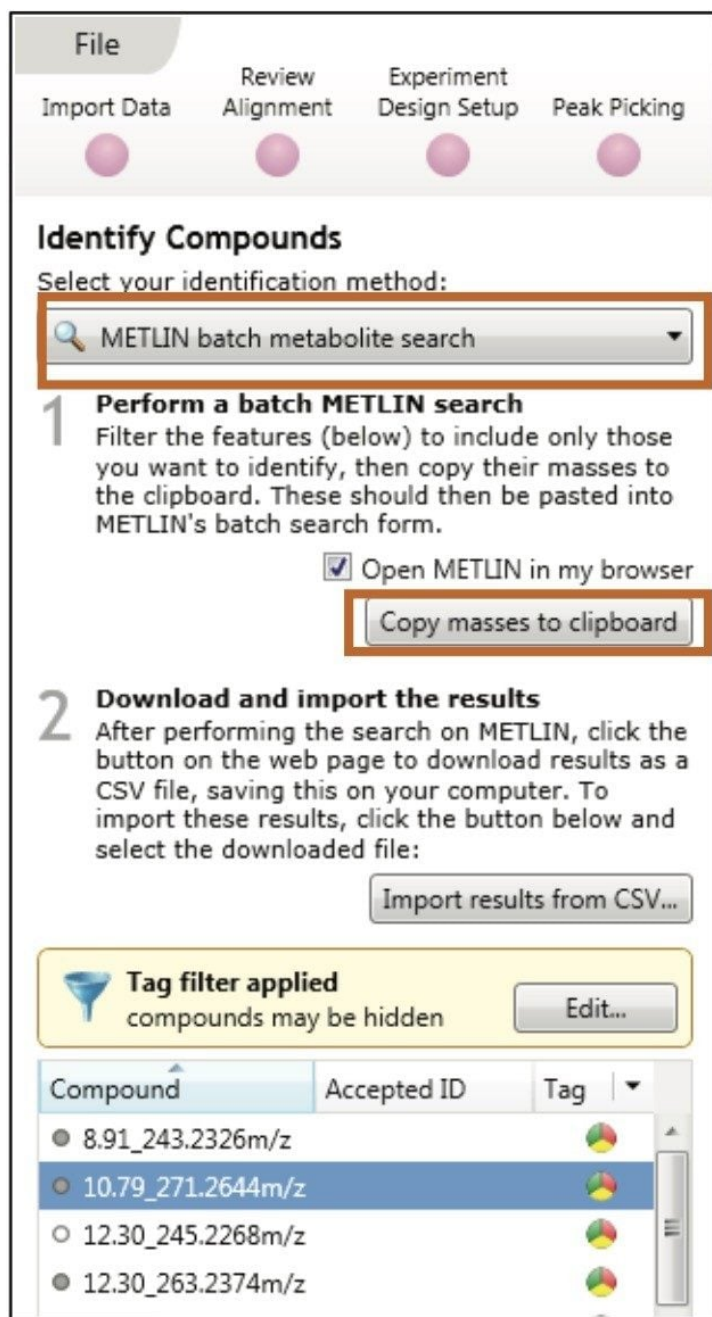 File
Import Data
Review
Alignment
Experiment
Design Setup
Peak Picking
Identify Compounds
Select your identification method:
METLIN batch metabolite search
1
Perform a batch METLIN search
Filter the features (below) to include only those
you want to identify, then copy their masses to
the clipboard. These should then be pasted into
METLIN's batch search form.
Open METLIN in my browser
Copy masses to clipboard
2
Download and import the results
After performing the search on METLIN, click the
button on the web page to download results as a
CSV file, saving this on your computer. To
import these results, click the button below and
select the downloaded file:
Import results from CSV...
Tag filter applied
compounds may be hidden
Edit...
Compound Accepted ID Tag
8.91_243.2326m/z
10.79_271.2644m/z
12.30_245.2268m/z
12.30_263.2374m/z